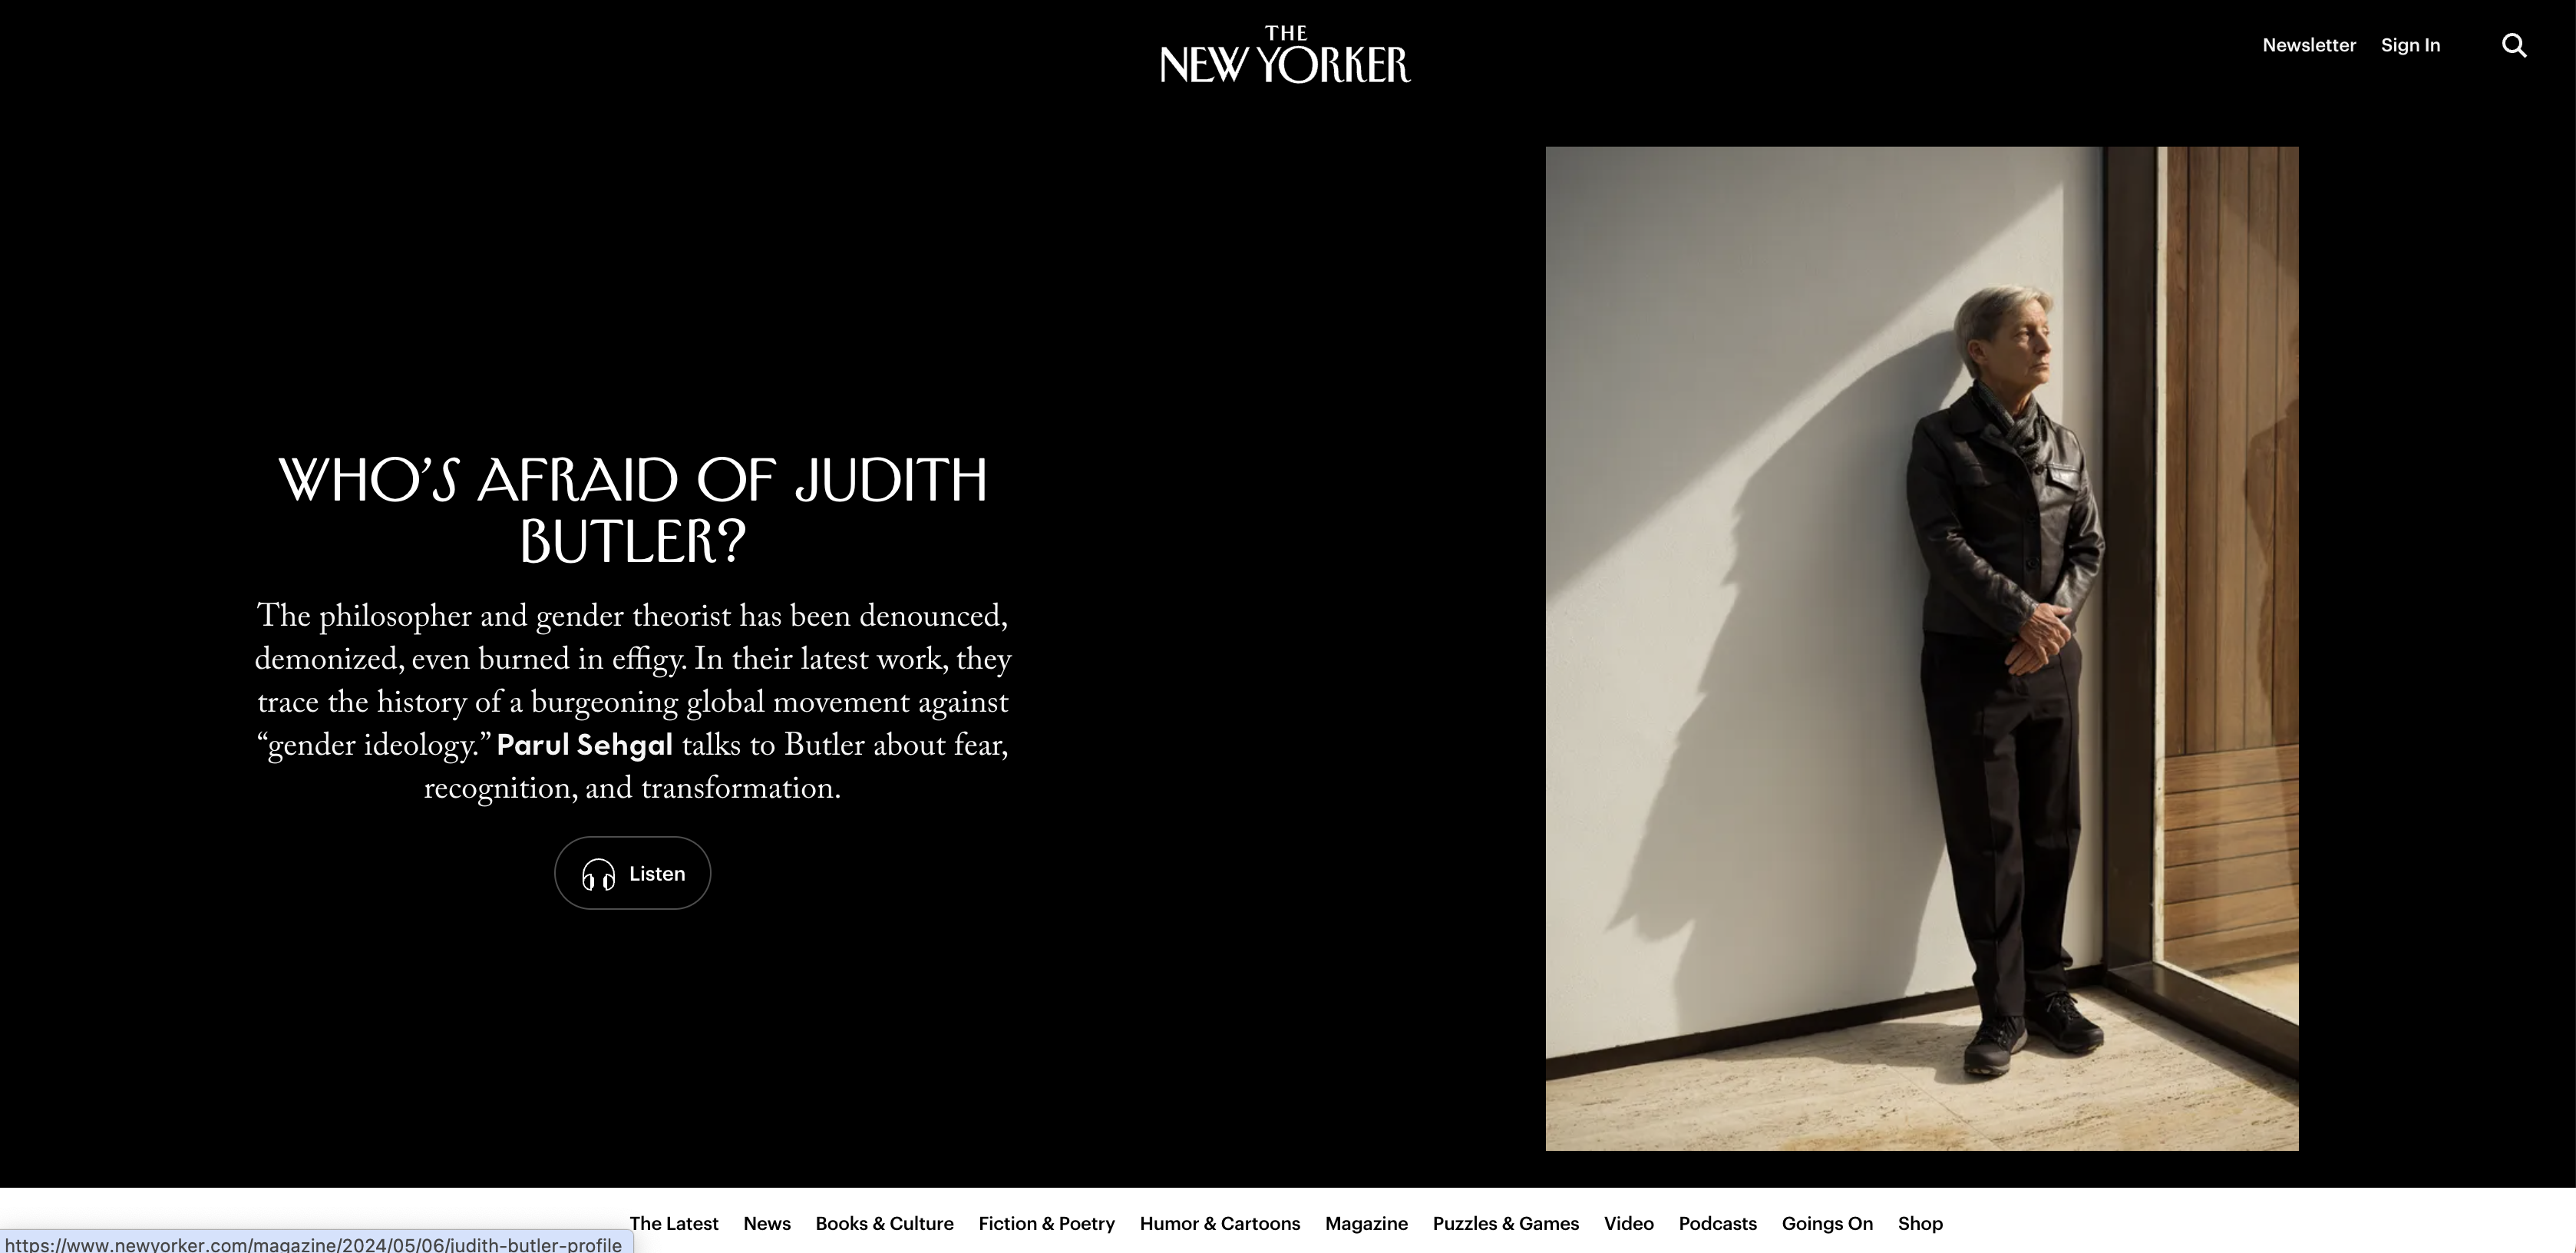 THE
NEW YORKER
Newsletter Sign In
WHO’S AFRAID OF JUDITH
BUTLER?
The philosopher and gender theorist has been denounced,
demonized, even burned in effigy. In their latest work, they
trace the history of a burgeoning global movement against
“gender ideology.” Parul Sehgal talks to Butler about fear,
recognition, and transformation.
Listen
The Latest News Books & Culture Fiction & Poetry Humor & Cartoons Magazine Puzzles & Games Video Podcasts Goings On Shop
https://www.newyorker.com/magazine/2024/05/06/judith-butler-profile